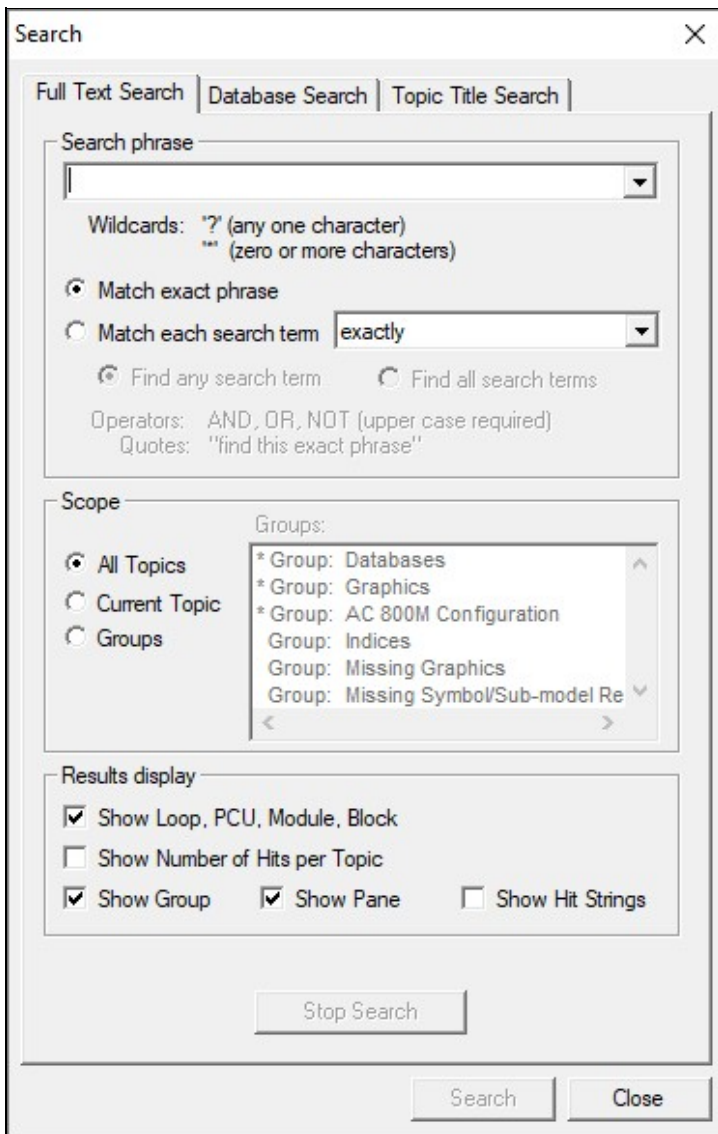 Search
Full Text Search Database Search Topic Title Search
Search phrase
Wildcards: '?' (any one character)
'*' (zero or more characters)
Match exact phrase
Match each search term exactly
Find any search term Find all search terms
Operators: AND, OR, NOT (upper case required)
Quotes: "find this exact phrase"
Scope
Groups:
All Topics
Current Topic
Groups
* Group: Databases
* Group: Graphics
* Group: AC 800M Configuration
Group: Indices
Group: Missing Graphics
Group: Missing Symbol/Sub-model Re
Results display
Show Loop, PCU, Module, Block
Show Number of Hits per Topic
Show Group Show Pane Show Hit Strings
Stop Search
Search Close